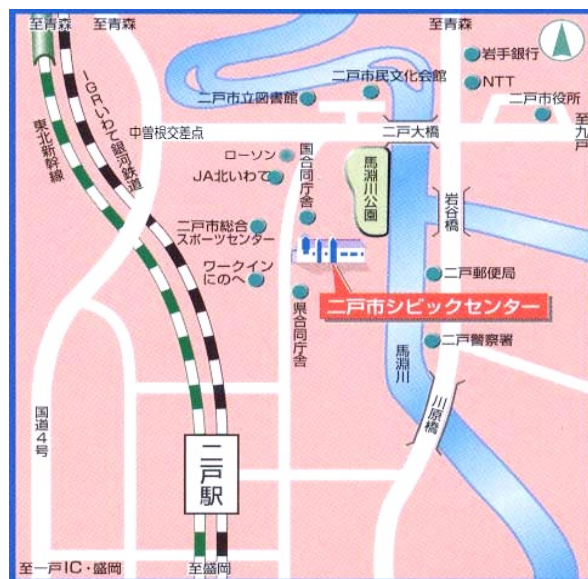 至青森
至青森
至青森
岩手銀行
NTT
二戸市民文化会館
二戸市立図書館
二戸市役所
至九戸
IGRいわて銀河鉄道
東北新幹線
中曽根交差点
二戸大橋
ローソン
JA北いわて
国合同庁舎
馬淵川公園
岩谷橋
二戸市総合
スポーツセンター
ワークイン
にのへ
二戸郵便局
二戸市シビックセンター
県合同庁舎
二戸警察署
馬淵川
川原橋
国道4号
二戸駅
至一戸IC・盛岡
至盛岡